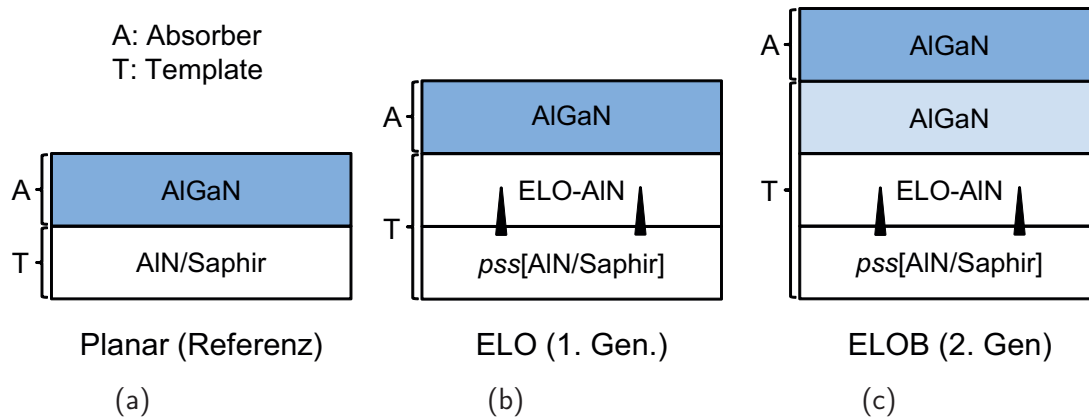 A: Absorber
T: Template
A
AlGaN
T
AlN/Saphir
Planar (Referenz)
(a)
A
AlGaN
T
ELO-AlN
pss[AlN/Saphir]
ELO (1. Gen.)
(b)
A
AlGaN
AlGaN
T
ELO-AlN
pss[AlN/Saphir]
ELOB (2. Gen)
(c)